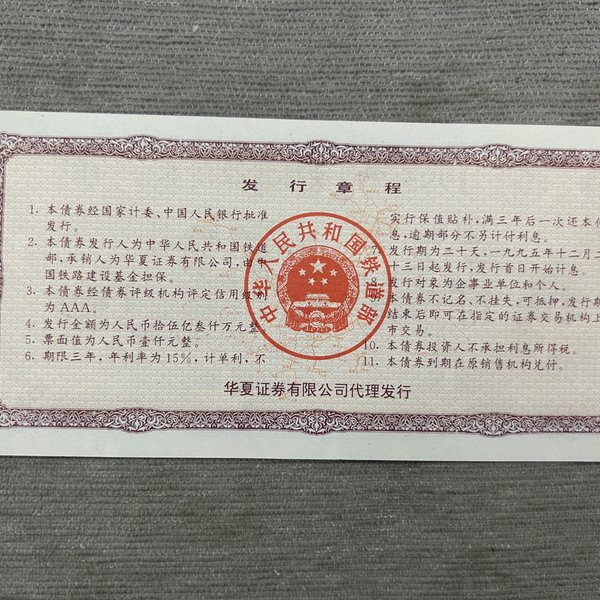 发行章程
1. 本债券经国家计委、中国人民银行批准
发行。
2. 本债券发行人为中华人民共和国铁道
部,承销人为华夏证券有限公司,由中
国铁路建设基金担保。
3. 本债券经债券评级机构评定信用级别
为 AAA。
4. 发行金额为人民币拾伍亿叁仟万元整
5. 票面值为人民币壹仟元整。
6. 期限三年,年利率为15%,计单利,不
实行保值贴补,满三年后一次还本付
息,逾期部分不另计付利息。
7. 发行期为二十天,一九九五年十二月二
十三日起发行,发行首日开始计息。
发行对象为企事业单位和个人。
本债券不记名、不挂失,可抵押,发行期
结束后即可在指定的证券交易机构上
市交易。
10. 本债券投资人不承担利息所得税。
11. 本债券到期在原销售机构兑付。
中华人民共和国铁道部
华夏证券有限公司代理发行